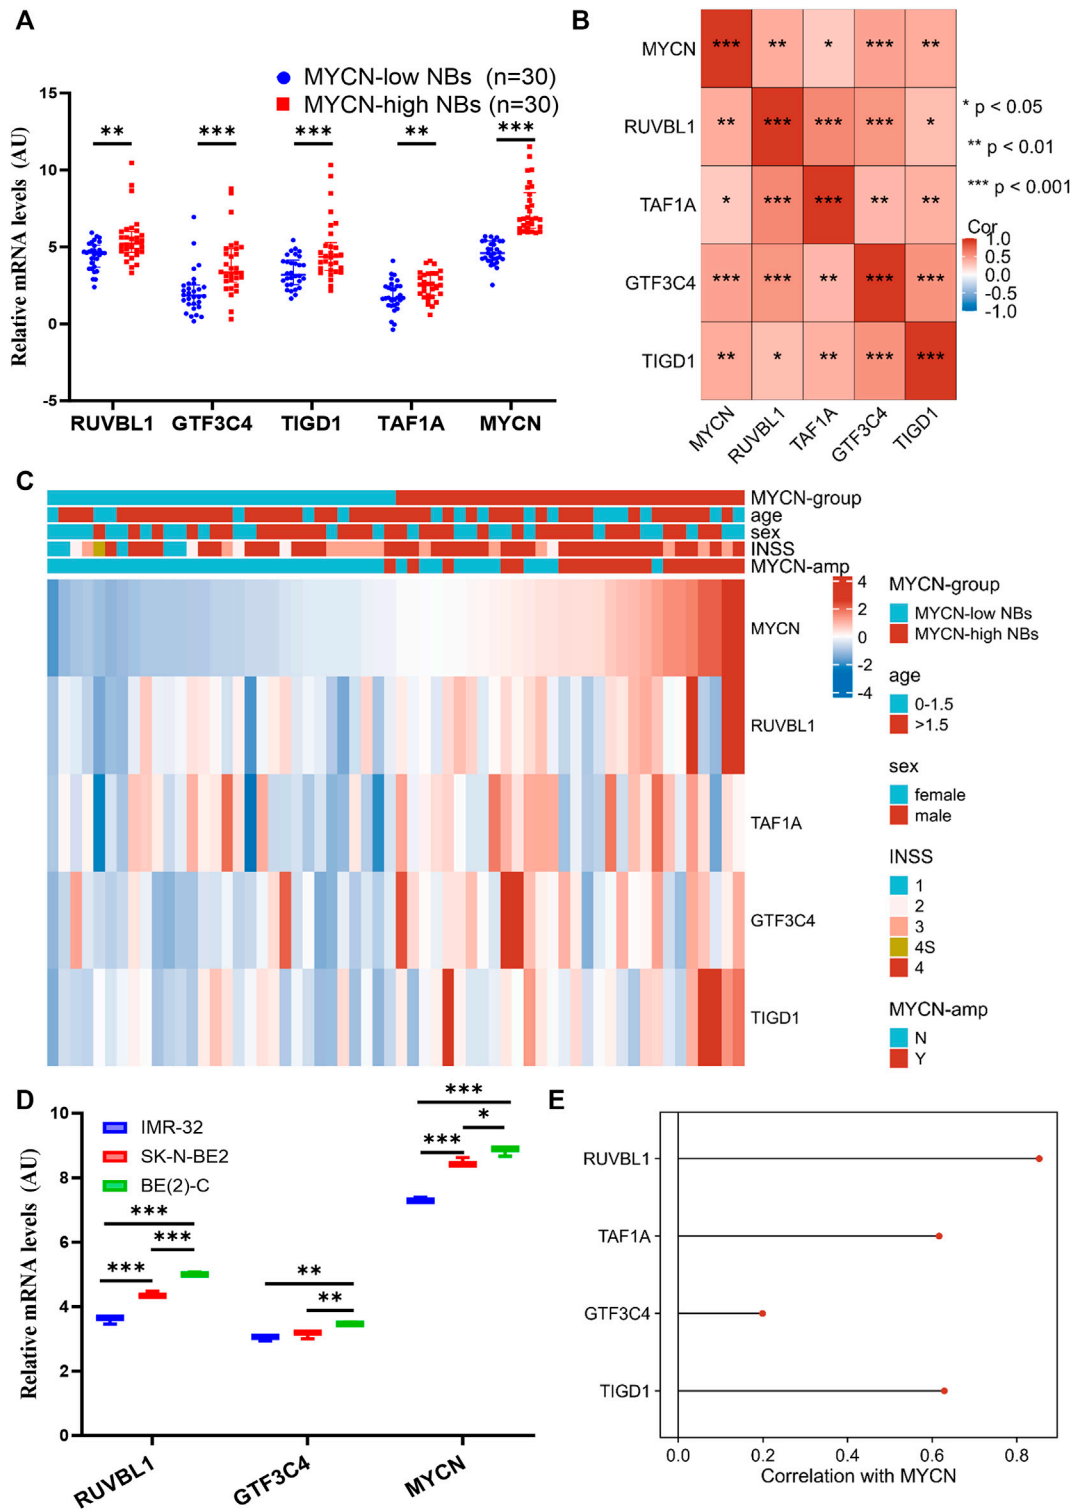 A
MYCN-low NBs (n=30)
MYCN-high NBs (n=30)
Relative mRNA levels (AU)
15
10
5
0
-5
** *** *** ** ***
RUVBL1 GTF3C4 TIGD1 TAF1A MYCN
B
MYCN *** ** * *** **
RUVBL1 ** *** *** *** *
TAF1A * *** *** ** **
GTF3C4 *** *** ** *** ***
TIGD1 ** * ** *** ***
MYCN RUVBL1 TAF1A GTF3C4 TIGD1
* p < 0.05
** p < 0.01
*** p < 0.001
Cor
1.0
0.5
0.0
-0.5
-1.0
C
MYCN-group
age
sex
INSS
MYCN-amp
MYCN
RUVBL1
TAF1A
GTF3C4
TIGD1
4
2
0
-2
-4
MYCN-group
MYCN-low NBs
MYCN-high NBs
age
0-1.5
>1.5
sex
female
male
INSS
1
2
3
4S
4
MYCN-amp
N
Y
D
IMR-32
SK-N-BE2
BE(2)-C
Relative mRNA levels (AU)
10
8
6
4
2
0
***
***
***
**
**
***
*
***
RUVBL1 GTF3C4 MYCN
E
RUVBL1
TAF1A
GTF3C4
TIGD1
0.0 0.2 0.4 0.6 0.8
Correlation with MYCN